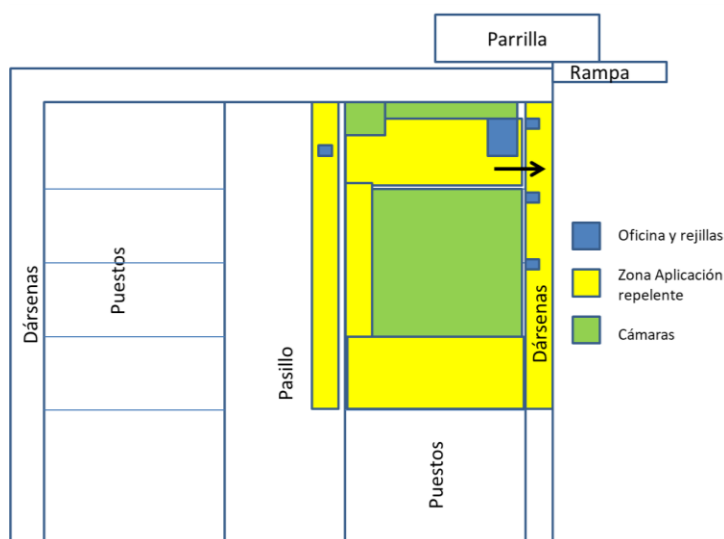 Parrilla
Rampa
Dársenas
Puestos
Pasillo
Puestos
Dársenas
Oficina y rejillas
Zona Aplicación
repelente
Cámaras